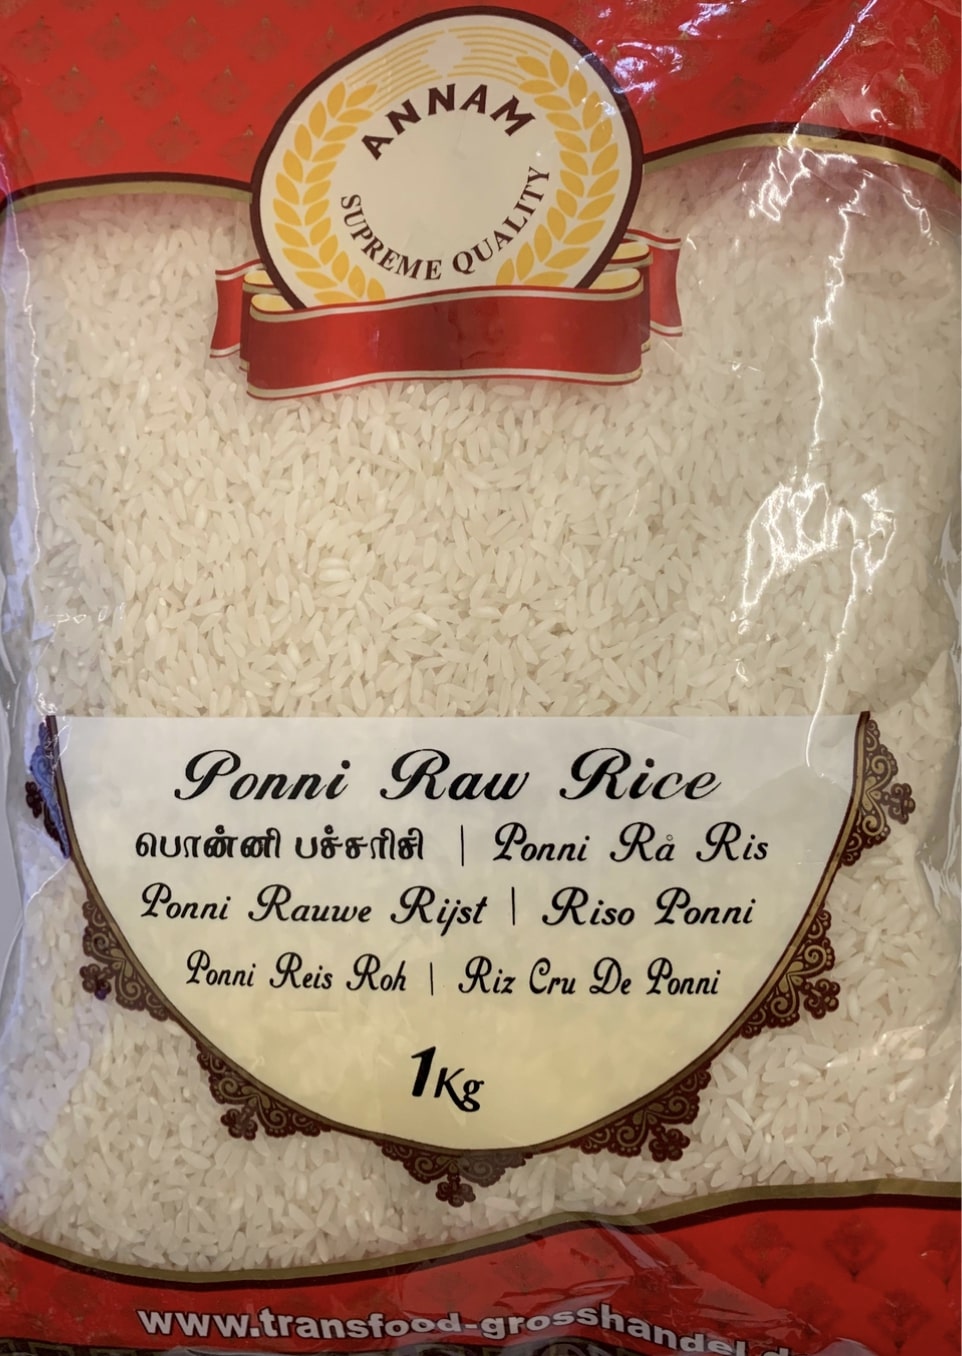 ANNAM
SUPREME QUALITY
Ponni Raw Rice
பொன்னி பச்சரிசி | Ponni Rå Ris
Ponni Rauwe Rijst | Riso Ponni
Ponni Reis Roh | Riz Cru De Ponni
1Kg
www.transfood-grosshandel.d